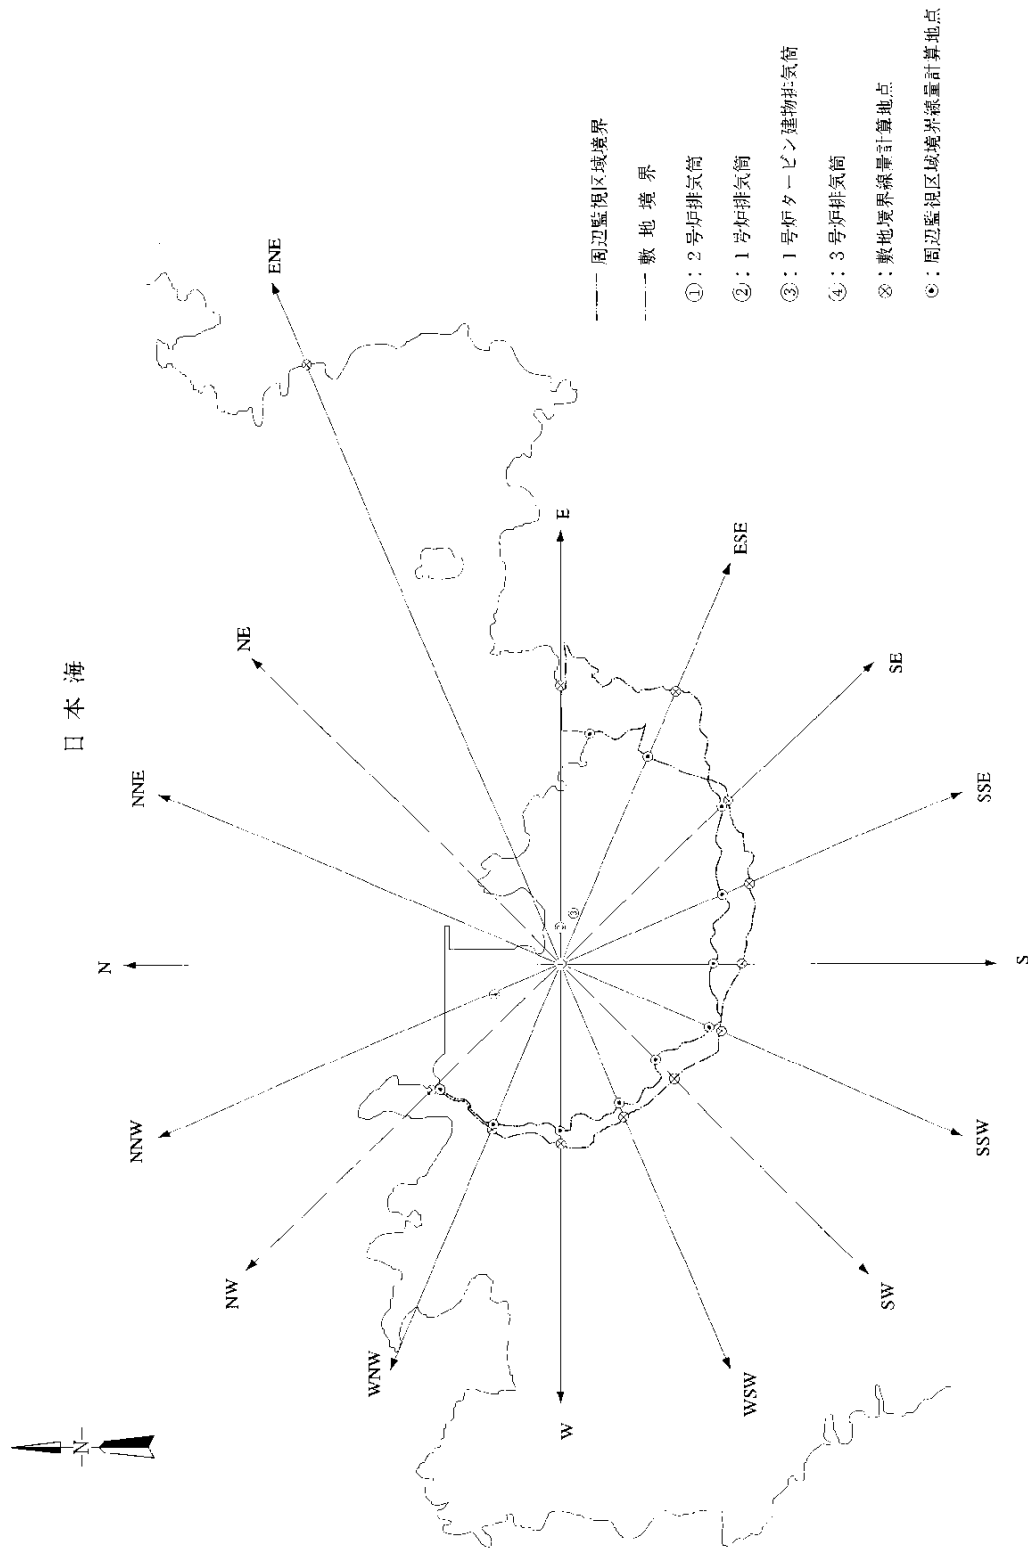 日本海
N
NNE
NE
ENE
E
ESE
SE
SSE
S
SSW
SW
WSW
W
WNW
NW
NNW
N
周辺監視区域境界
敷地境界
①：2号炉排気筒
②：1号炉排気筒
③：1号炉タービン建物排気筒
④：3号炉排気筒
⊗：敷地境界線量計算地点
⊙：周辺監視区域境界線量計算地点